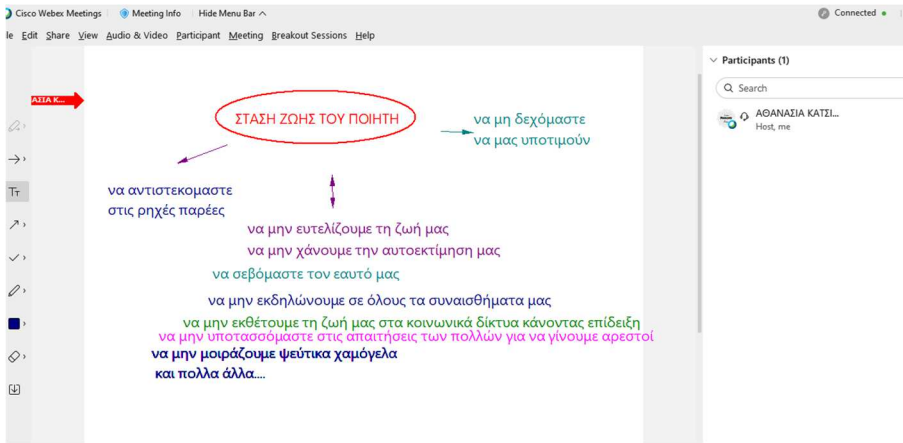 Cisco Webex Meetings Meeting Info Hide Menu Bar Connected
le Edit Share View Audio & Video Participant Meeting Breakout Sessions Help
Participants (1)
Search
ΑΣΙΑ Κ...
ΑΘΑΝΑΣΙΑ ΚΑΤΣΙ...
Host, me
ΣΤΑΣΗ ΖΩΗΣ ΤΟΥ ΠΟΙΗΤΗ
να μη δεχόμαστε
να μας υποτιμούν
να αντιστεκομαστε
στις ρηχές παρέες
να μην ευτελίζουμε τη ζωή μας
να μην χάνουμε την αυτοεκτίμηση μας
να σεβόμαστε τον εαυτό μας
να μην εκδηλώνουμε σε όλους τα συναισθήματα μας
να μην εκθέτουμε τη ζωή μας στα κοινωνικά δίκτυα κάνοντας επίδειξη
να μην υποτασσόμαστε στις απαιτήσεις των πολλών για να γίνουμε αρεστοί
να μην μοιράζουμε ψεύτικα χαμόγελα
και πολλα άλλα....